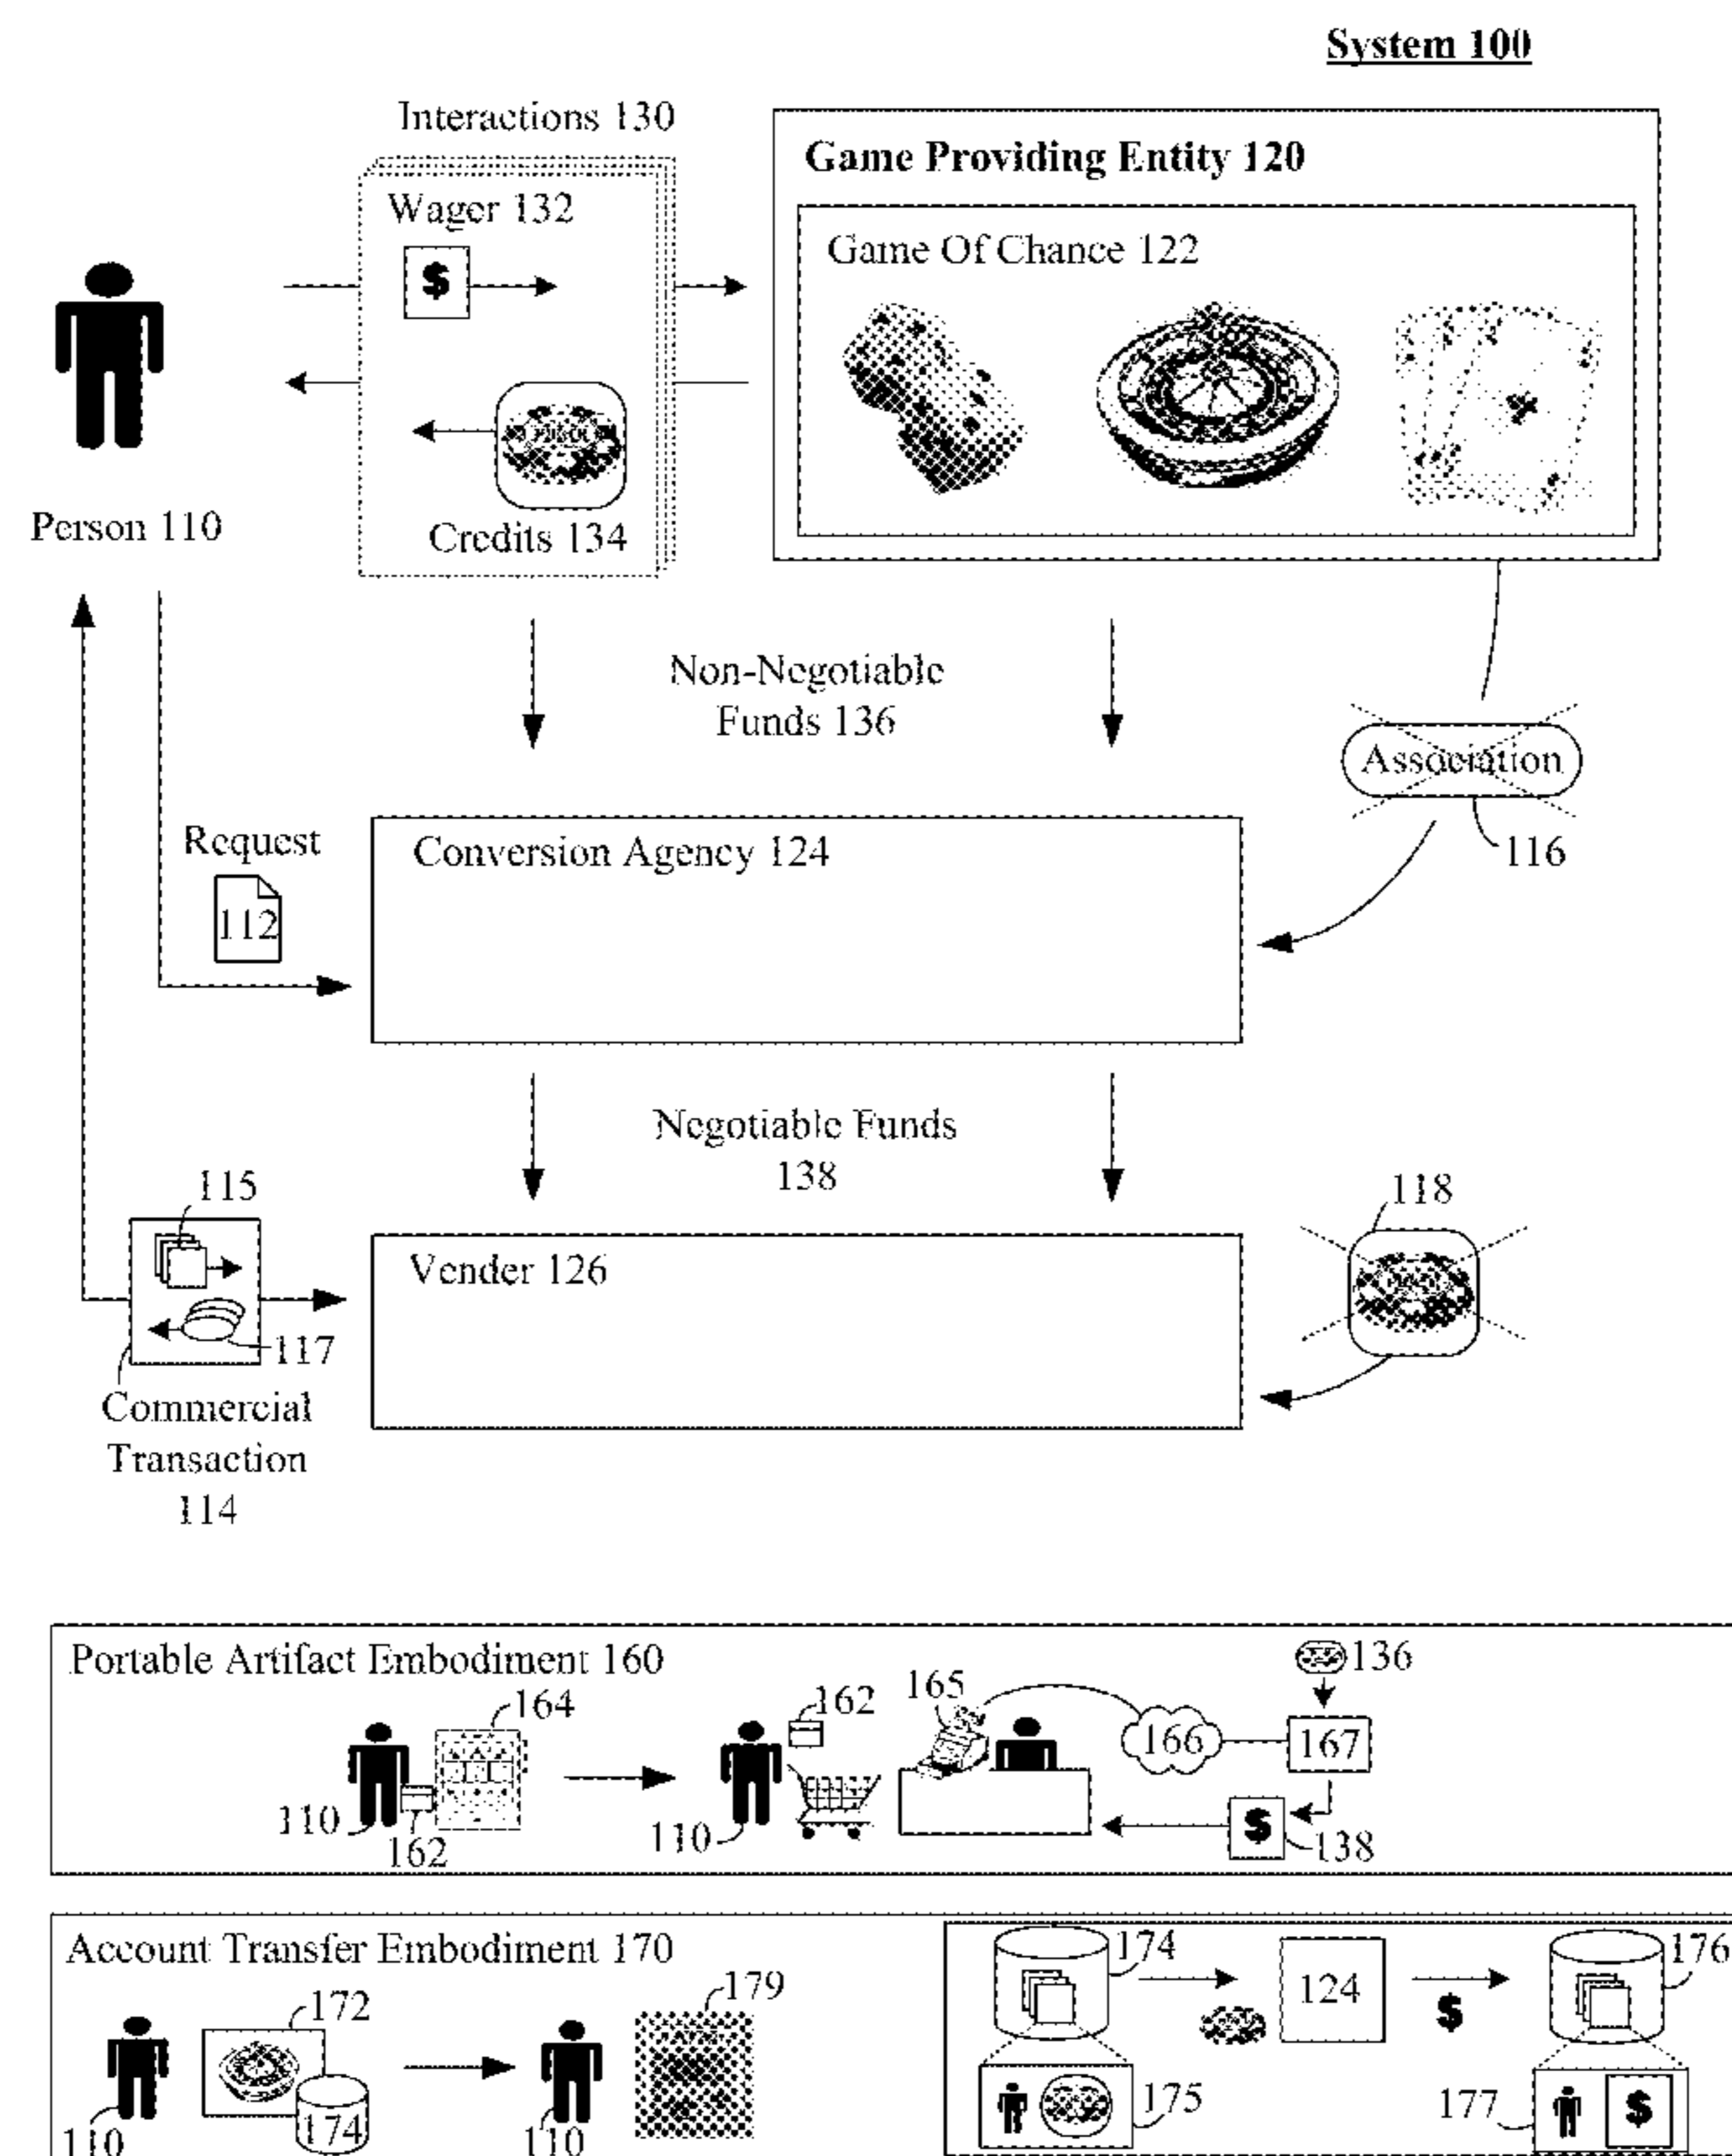 System 100
Interactions 130
Game Providing Entity 120
Wager 132
$
Game Of Chance 122
Credits 134
Person 110
Non-Negotiable
Funds 136
Association
116
Request
112
Conversion Agency 124
Negotiable Funds
138
115
118
Vender 126
117
Commercial
Transaction
114
Portable Artifact Embodiment 160
136
164
162
165
166
167
110
162
110
$
138
Account Transfer Embodiment 170
174
176
172
179
124
$
174
175
177
$
110
110